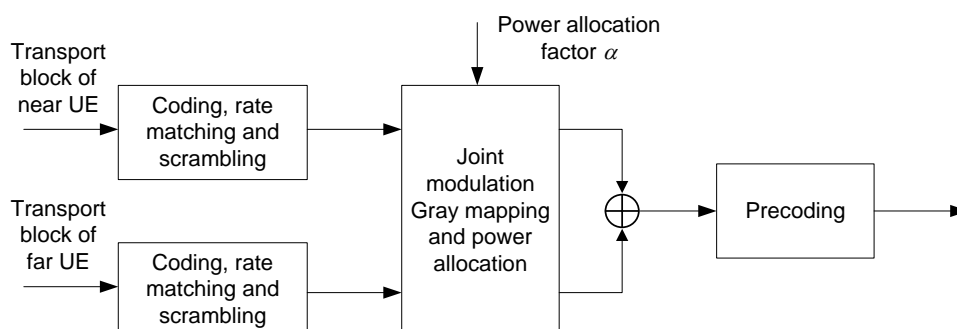 Power allocation
factor α
Transport
block of
near UE
Coding, rate
matching and
scrambling
Joint
modulation
Gray mapping
and power
allocation
Precoding
Transport
block of
far UE
Coding, rate
matching and
scrambling